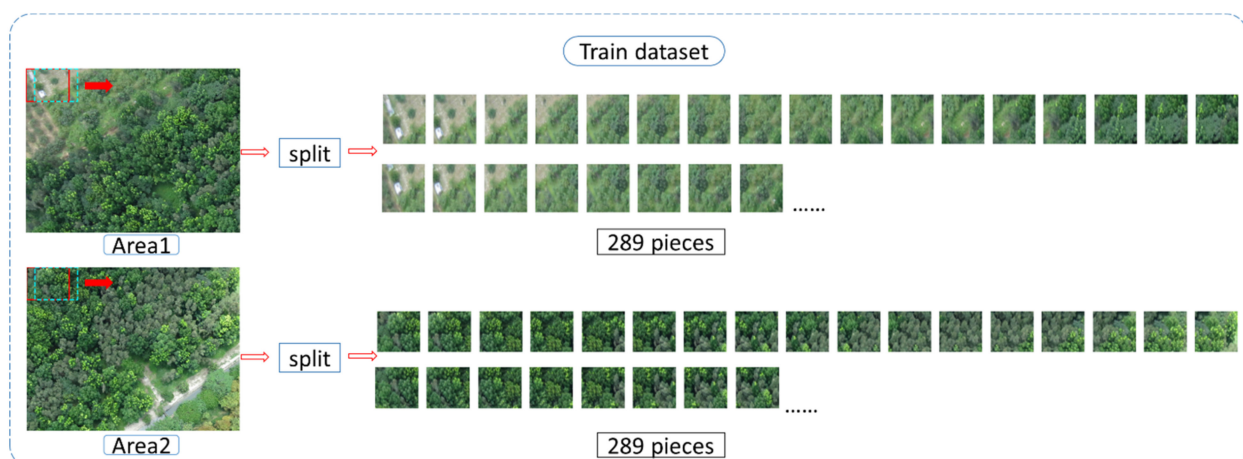 Train dataset
split
……
Area1
289 pieces
split
……
Area2
289 pieces